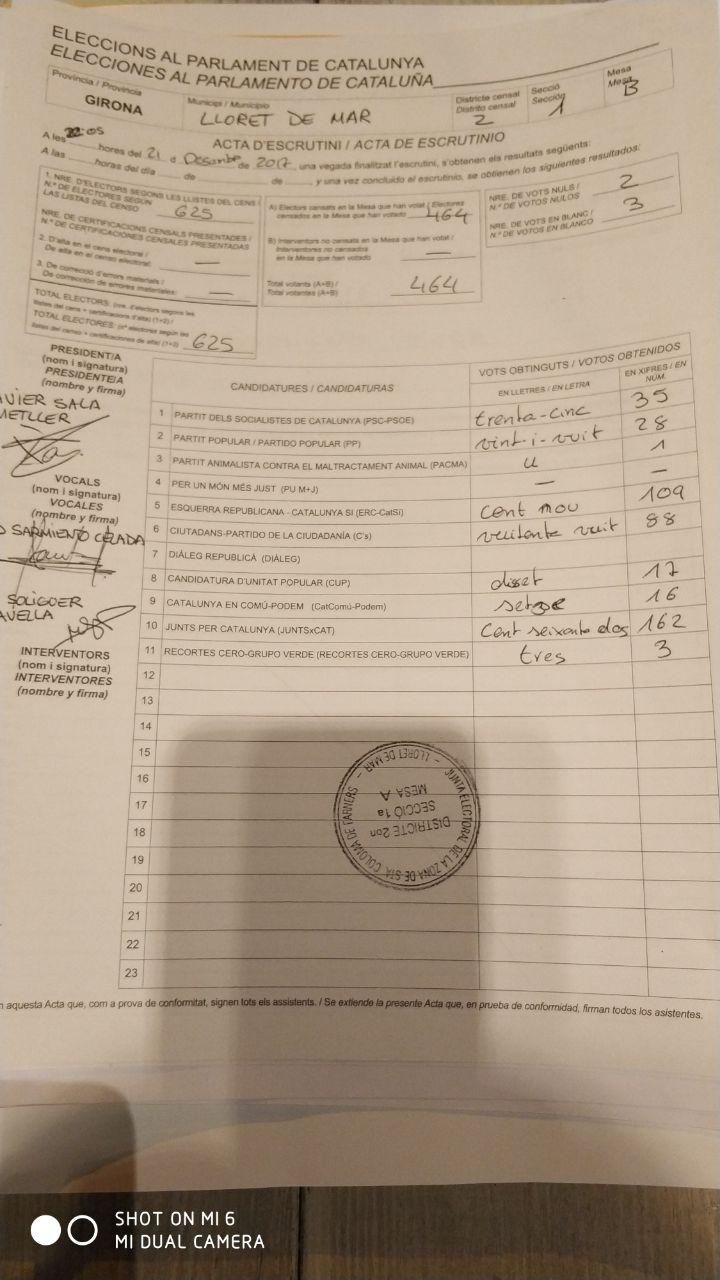 ELECCIONS AL PARLAMENT DE CATALUNYA
ELECCIONES AL PARLAMENTO DE CATALUÑA
Província / Provincia
GIRONA
Municipi / Municipio
LLORET DE MAR
Districte censal
Distrito censal
2
Secció
Sección
1
Mesa
Mesa
B
ACTA D'ESCRUTINI / ACTA DE ESCRUTINIO
A les 22:05 hores del 21 d Desembre de 2017, una vegada finalitzat l'escrutini, s'obtenen els resultats següents:
A las horas del día de de y una vez concluido el escrutinio, se obtienen los siguientes resultados:
1. NRE. D'ELECTORS SEGONS LES LLISTES DEL CENS /
N.º DE ELECTORES SEGÚN
LAS LISTAS DEL CENSO
625
NRE. DE CERTIFICACIONS CENSALS PRESENTADES /
N.º DE CERTIFICACIONES CENSALES PRESENTADAS
2. D'alta en el cens electoral /
De alta en el censo electoral: —
3. De correcció d'errors materials /
De corrección de errores materiales: —
TOTAL ELECTORS: (nre. d'electors segons les
llistes del cens + certificacions d'alta) (1+2) /
TOTAL ELECTORES: (nº electores según las
listas del censo + certificaciones de alta) (1+2) 625
A) Electors censats en la Mesa que han votat / Electores
censados en la Mesa que han votado 464
B) Interventors no censats en la Mesa que han votat /
Interventores no censados
en la Mesa que han votado —
Total votants (A+B) /
Total votantes (A+B) 464
NRE. DE VOTS NULS /
N.º DE VOTOS NULOS 2
NRE. DE VOTS EN BLANC /
N.º DE VOTOS EN BLANCO 3
PRESIDENT/A
(nom i signatura)
PRESIDENTE/A
(nombre y firma)
VIER SALA
METLLER
VOCALS
(nom i signatura)
VOCALES
(nombre y firma)
SARMIENTO CELADA
SOLIGUER
AVELLA
INTERVENTORS
(nom i signatura)
INTERVENTORES
(nombre y firma)
CANDIDATURES / CANDIDATURAS
VOTS OBTINGUTS / VOTOS OBTENIDOS
EN LLETRES / EN LETRA
EN XIFRES / EN NÚM.
1 PARTIT DELS SOCIALISTES DE CATALUNYA (PSC-PSOE) trenta-cinc 35
2 PARTIT POPULAR / PARTIDO POPULAR (PP) vint-i-vuit 28
3 PARTIT ANIMALISTA CONTRA EL MALTRACTAMENT ANIMAL (PACMA) u 1
4 PER UN MÓN MÉS JUST (PU M+J) — —
5 ESQUERRA REPUBLICANA - CATALUNYA SÍ (ERC-CatSí) cent nou 109
6 CIUTADANS-PARTIDO DE LA CIUDADANÍA (C's) vuitanta vuit 88
7 DIÀLEG REPUBLICÀ (DIÀLEG)
8 CANDIDATURA D'UNITAT POPULAR (CUP) disset 17
9 CATALUNYA EN COMÚ-PODEM (CatComú-Podem) setze 16
10 JUNTS PER CATALUNYA (JUNTSxCAT) Cent seixanta dos 162
11 RECORTES CERO-GRUPO VERDE (RECORTES CERO-GRUPO VERDE) tres 3
12
13
14
15
16
17
18
19
20
21
22
23
JUNTA ELECTORAL DE LA ZONA DE STA. COLOMA DE FARNERS - LLORET DE MAR -
DISTRICTE 2on
SECCIÓ 1a
MESA A
aquesta Acta que, com a prova de conformitat, signen tots els assistents. / Se extiende la presente Acta que, en prueba de conformidad, firman todos los asistentes.
SHOT ON MI 6
MI DUAL CAMERA